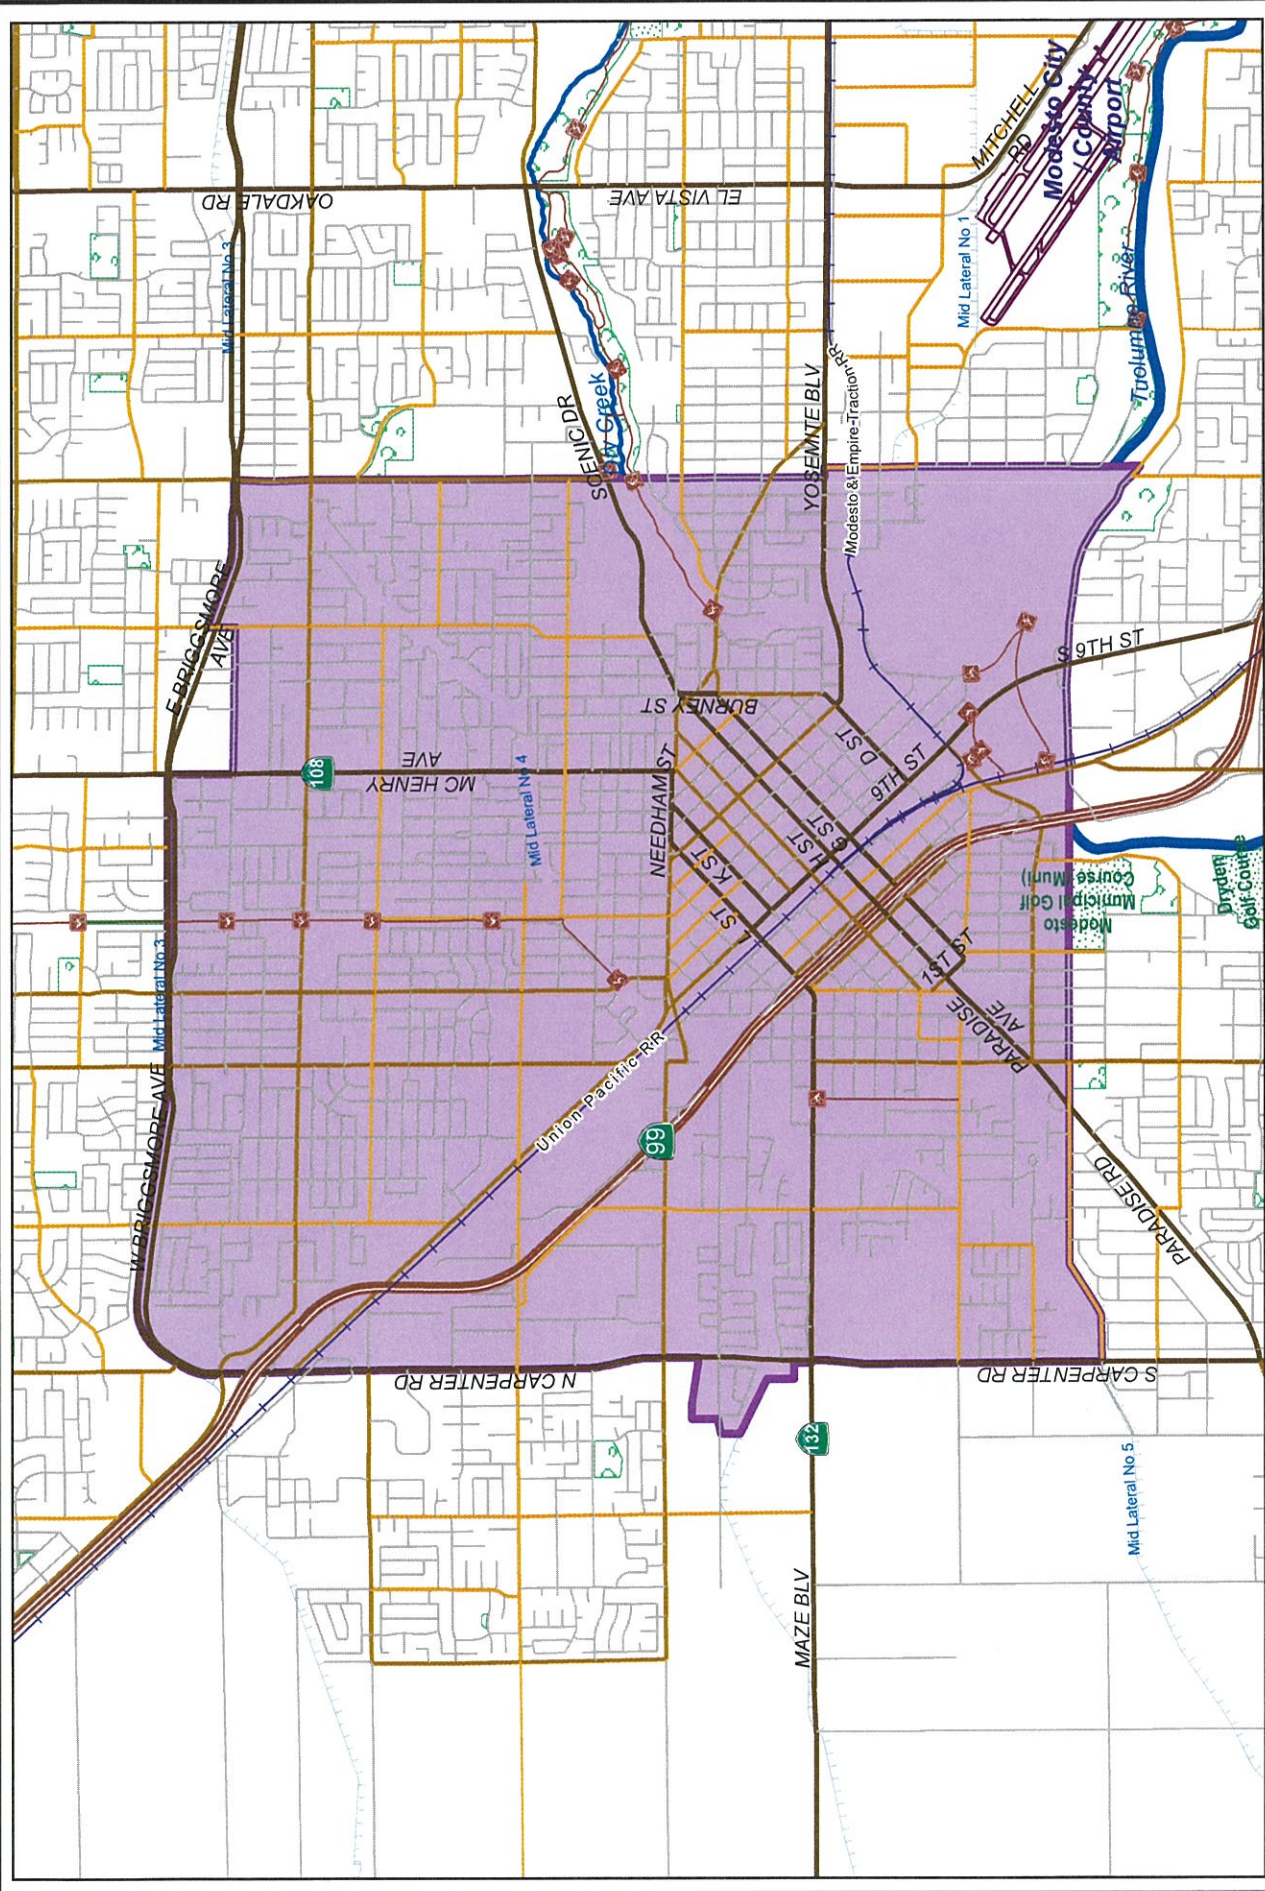 OAKDALE RD
Mid Lateral No 3
EL VISTA AVE
MITCHELL
RD
Modesto City
/ County
Airport
Mid Lateral No 1
Tuolumne River
SCENIC DR
Dry Creek
YOSEMITE BLV
Modesto & Empire Traction RR
E BRIGGSMORE
AVE
BURNEY ST
D ST
S 9TH ST
9TH ST
108
MC HENRY
AVE
Mid Lateral No 4
NEEDHAM ST
K ST
L ST
H ST
G ST
1ST ST
Modesto
Municipal Golf
Course (Muni)
Dryden
Golf Course
Mid Lateral No 3
W BRIGGSMORE AVE
Union Pacific RR
99
PARADISE
AVE
PARADISE RD
N CARPENTER RD
S CARPENTER RD
132
MAZE BLV
Mid Lateral No 5